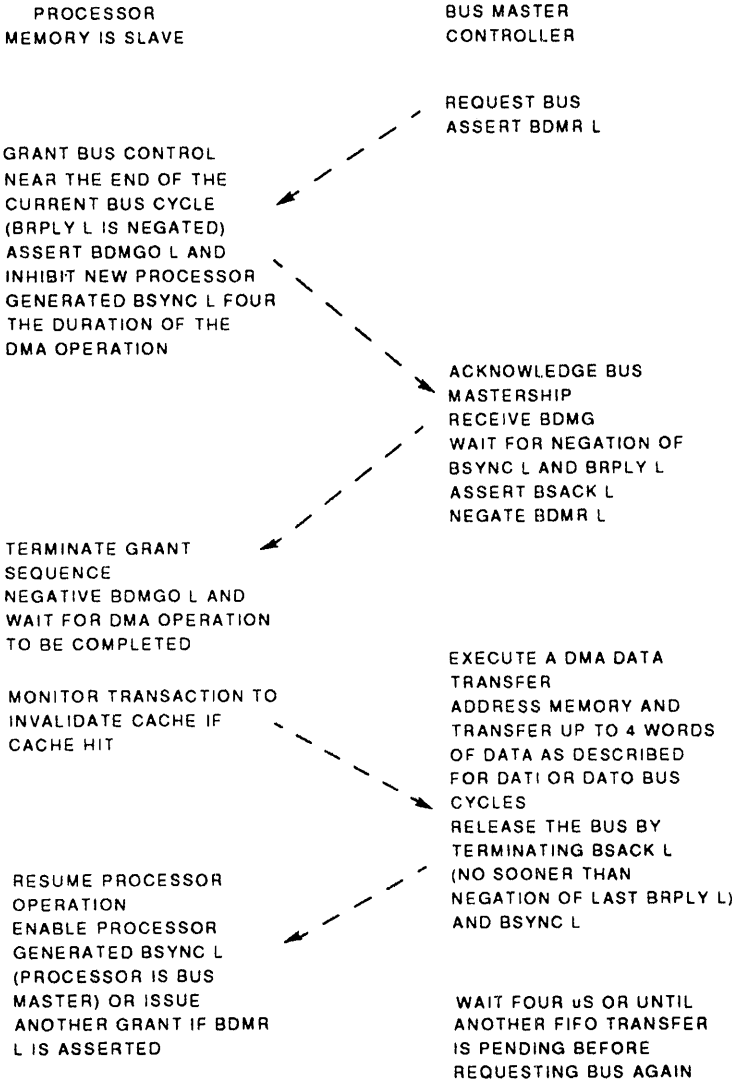 PROCESSOR
MEMORY IS SLAVE
BUS MASTER
CONTROLLER
REQUEST BUS
ASSERT BDMR L
GRANT BUS CONTROL
NEAR THE END OF THE
CURRENT BUS CYCLE
(BRPLY L IS NEGATED)
ASSERT BDMGO L AND
INHIBIT NEW PROCESSOR
GENERATED BSYNC L FOUR
THE DURATION OF THE
DMA OPERATION
ACKNOWLEDGE BUS
MASTERSHIP
RECEIVE BDMG
WAIT FOR NEGATION OF
BSYNC L AND BRPLY L
ASSERT BSACK L
NEGATE BDMR L
TERMINATE GRANT
SEQUENCE
NEGATIVE BDMGO L AND
WAIT FOR DMA OPERATION
TO BE COMPLETED
MONITOR TRANSACTION TO
INVALIDATE CACHE IF
CACHE HIT
EXECUTE A DMA DATA
TRANSFER
ADDRESS MEMORY AND
TRANSFER UP TO 4 WORDS
OF DATA AS DESCRIBED
FOR DATI OR DATO BUS
CYCLES
RELEASE THE BUS BY
TERMINATING BSACK L
(NO SOONER THAN
NEGATION OF LAST BRPLY L)
AND BSYNC L
RESUME PROCESSOR
OPERATION
ENABLE PROCESSOR
GENERATED BSYNC L
(PROCESSOR IS BUS
MASTER) OR ISSUE
ANOTHER GRANT IF BDMR
L IS ASSERTED
WAIT FOUR uS OR UNTIL
ANOTHER FIFO TRANSFER
IS PENDING BEFORE
REQUESTING BUS AGAIN